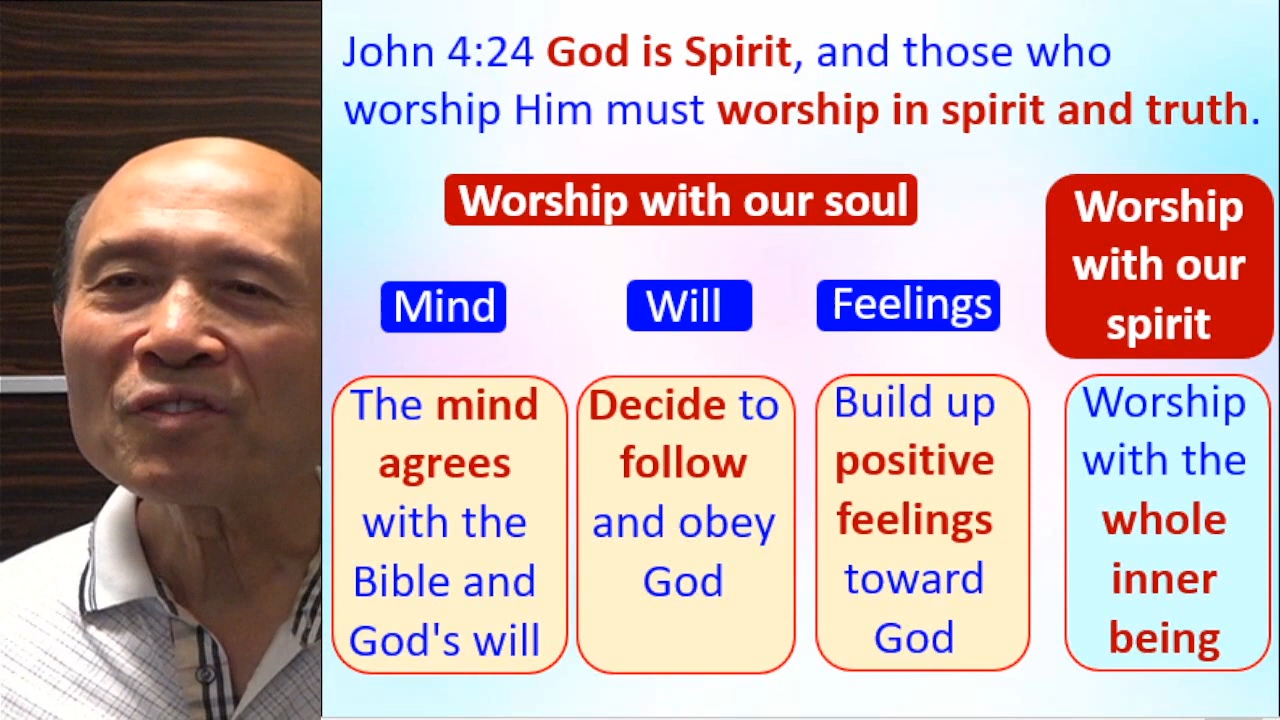 John 4:24 God is Spirit, and those who
worship Him must worship in spirit and truth.
Worship with our soul
Worship
with our
spirit
Mind
Will
Feelings
The mind
agrees
with the
Bible and
God's will
Decide to
follow
and obey
God
Build up
positive
feelings
toward
God
Worship
with the
whole
inner
being